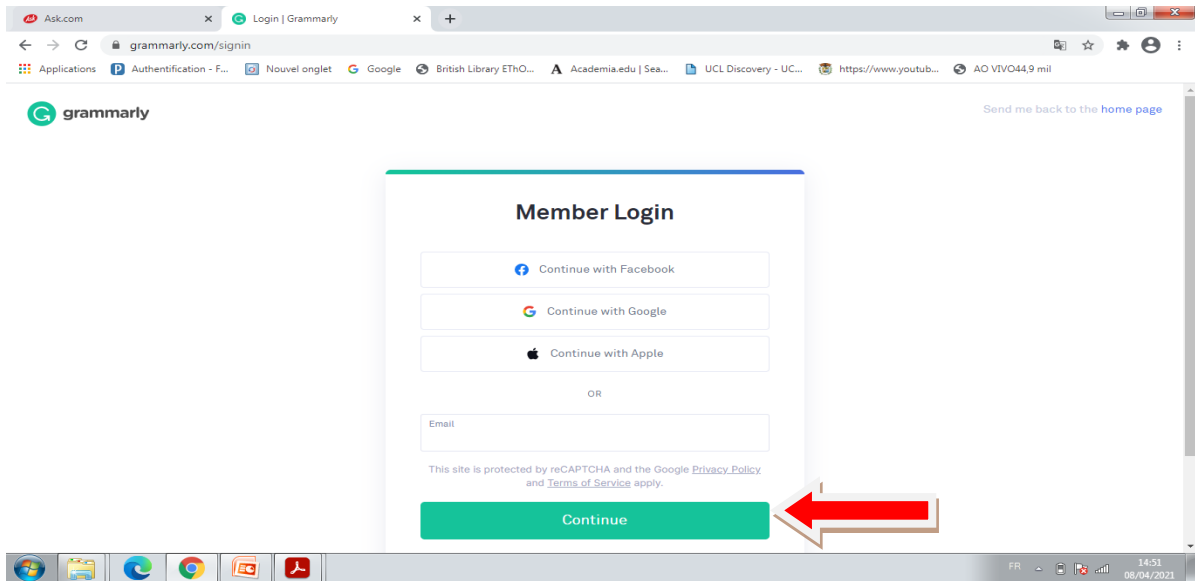 Ask.com
Login | Grammarly
grammarly.com/signin
Applications
Authentification - F...
Nouvel onglet
Google
British Library EThO...
Academia.edu | Sea...
UCL Discovery - UC...
https://www.youtub...
AO VIVO44,9 mil
grammarly
Send me back to the home page
Member Login
Continue with Facebook
Continue with Google
Continue with Apple
OR
Email
This site is protected by reCAPTCHA and the Google Privacy Policy
and Terms of Service apply.
Continue
FR
14:51
08/04/2021